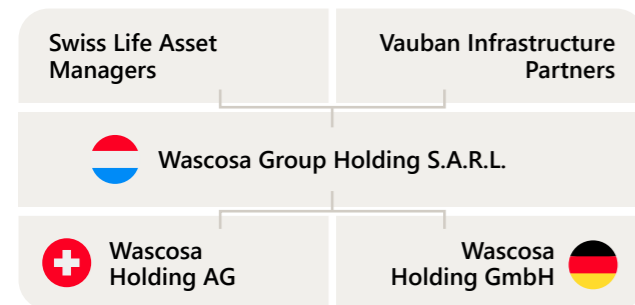 Swiss Life Asset
Managers
Vauban Infrastructure
Partners
Wascosa Group Holding S.A.R.L.
Wascosa
Holding AG
Wascosa
Holding GmbH